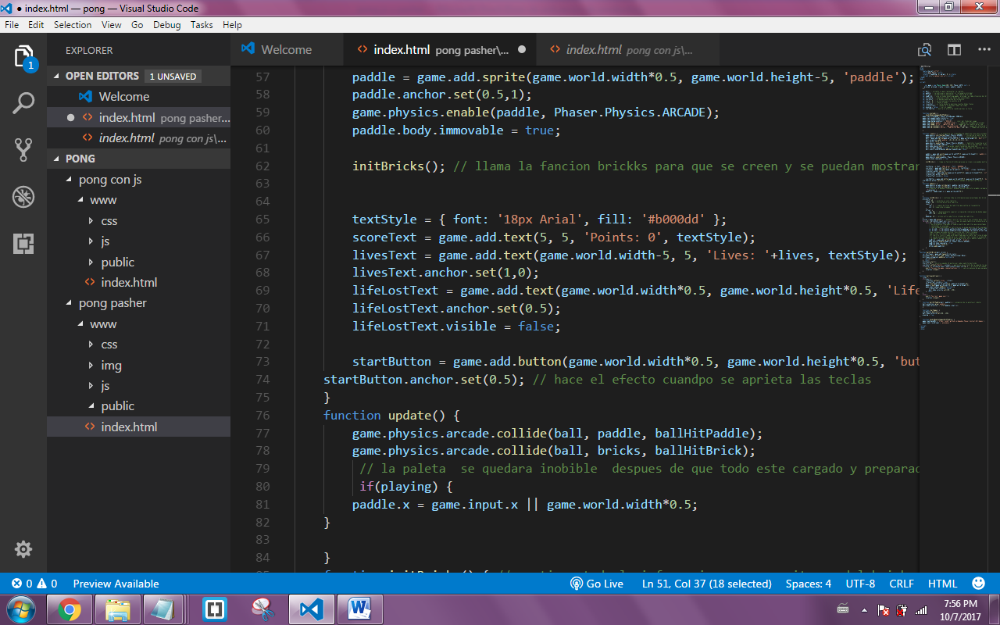 ● index.html — pong — Visual Studio Code
File Edit Selection View Go Debug Tasks Help
1
EXPLORER
OPEN EDITORS 1 UNSAVED
Welcome
index.html pong pasher...
index.html pong con js\...
PONG
pong con js
www
css
js
public
index.html
pong pasher
www
css
img
js
public
index.html
Welcome
index.html pong pasher\... ●
index.html pong con js\...
57 paddle = game.add.sprite(game.world.width*0.5, game.world.height-5, 'paddle');
58 paddle.anchor.set(0.5,1);
59 game.physics.enable(paddle, Phaser.Physics.ARCADE);
60 paddle.body.immovable = true;
61
62 initBricks(); // llama la fancion brickks para que se creen y se puedan mostrar
63
64
65 textStyle = { font: '18px Arial', fill: '#b000dd' };
66 scoreText = game.add.text(5, 5, 'Points: 0', textStyle);
67 livesText = game.add.text(game.world.width-5, 5, 'Lives: '+lives, textStyle);
68 livesText.anchor.set(1,0);
69 lifeLostText = game.add.text(game.world.width*0.5, game.world.height*0.5, 'Life
70 lifeLostText.anchor.set(0.5);
71 lifeLostText.visible = false;
72
73 startButton = game.add.button(game.world.width*0.5, game.world.height*0.5, 'but
74 startButton.anchor.set(0.5); // hace el efecto cuandpo se aprieta las teclas
75 }
76 function update() {
77 game.physics.arcade.collide(ball, paddle, ballHitPaddle);
78 game.physics.arcade.collide(ball, bricks, ballHitBrick);
79 // la paleta  se quedara inobible  despues de que todo este cargado y preparad
80 if(playing) {
81 paddle.x = game.input.x || game.world.width*0.5;
82 }
83
84 }
0 0 Preview Available Go Live Ln 51, Col 37 (18 selected) Spaces: 4 UTF-8 CRLF HTML
7:56 PM
10/7/2017